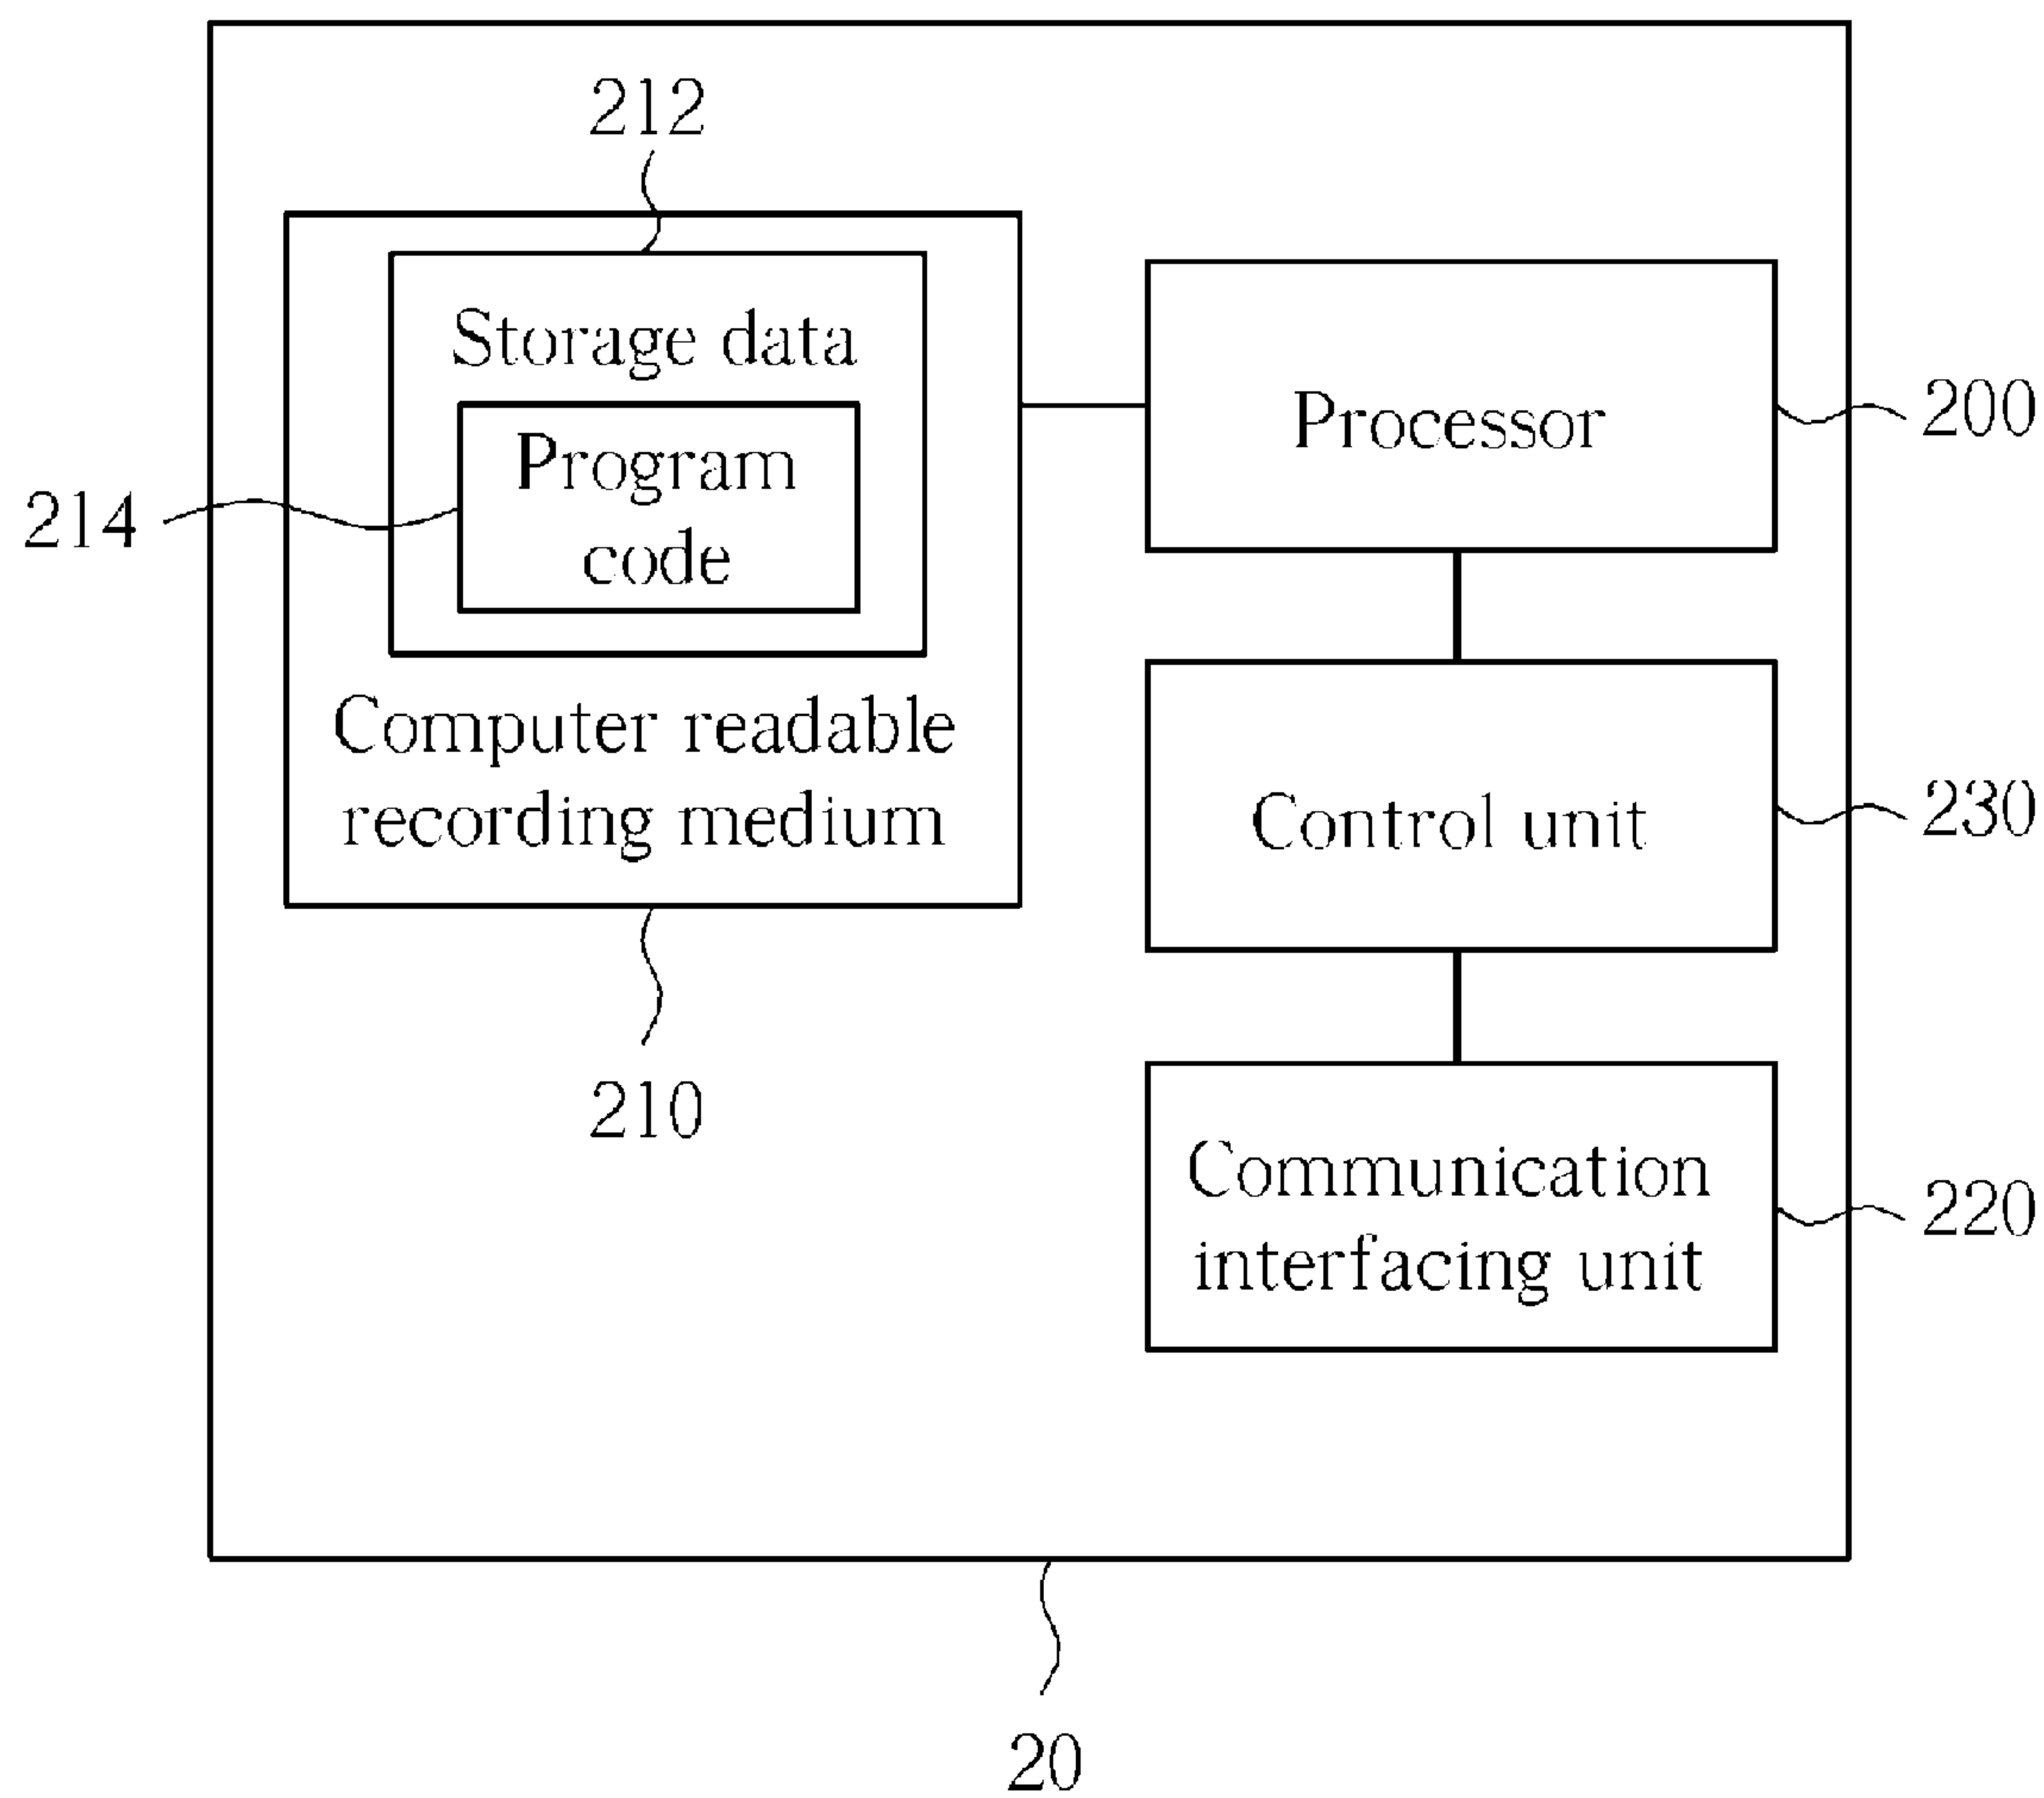 212
Storage data
Program
code
214
Computer readable
recording medium
210
Processor
200
Control unit
230
Communication
interfacing unit
220
20